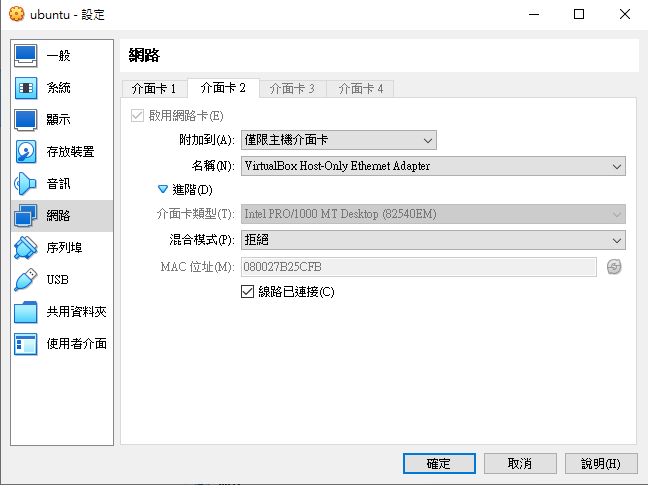 ubuntu - 設定
一般
系統
顯示
存放裝置
音訊
網路
序列埠
USB
共用資料夾
使用者介面
網路
介面卡 1 介面卡 2 介面卡 3 介面卡 4
啟用網路卡(E)
附加到(A): 僅限主機介面卡
名稱(N): VirtualBox Host-Only Ethernet Adapter
進階(D)
介面卡類型(T): Intel PRO/1000 MT Desktop (82540EM)
混合模式(P): 拒絕
MAC 位址(M): 080027B25CFB
線路已連接(C)
確定 取消 說明(H)